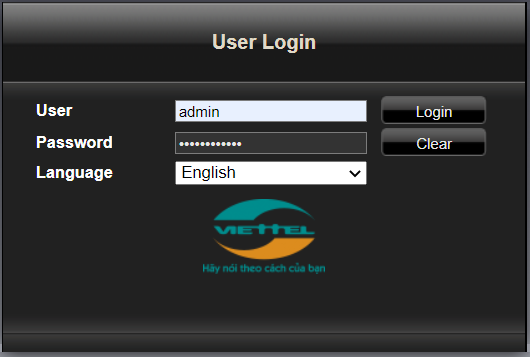 User Login
User
admin
Login
Password
••••••••••••
Clear
Language
English
VIETTEL
Hãy nói theo cách của bạn